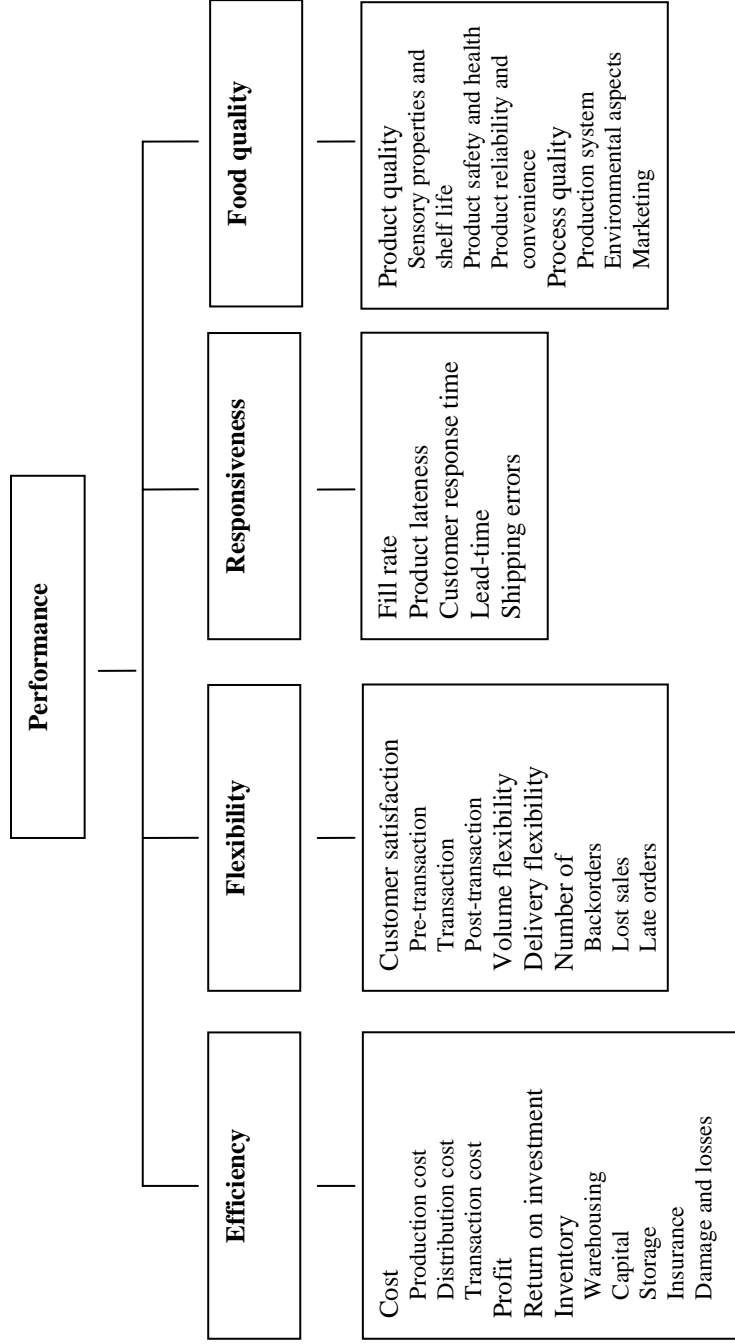 Performance
Efficiency
Cost
Production cost
Distribution cost
Transaction cost
Profit
Return on investment
Inventory
Warehousing
Capital
Storage
Insurance
Damage and losses
Flexibility
Customer satisfaction
Pre-transaction
Transaction
Post-transaction
Volume flexibility
Delivery flexibility
Number of
Backorders
Lost sales
Late orders
Responsiveness
Fill rate
Product lateness
Customer response time
Lead-time
Shipping errors
Food quality
Product quality
Sensory properties and
shelf life
Product safety and health
Product reliability and
convenience
Process quality
Production system
Environmental aspects
Marketing